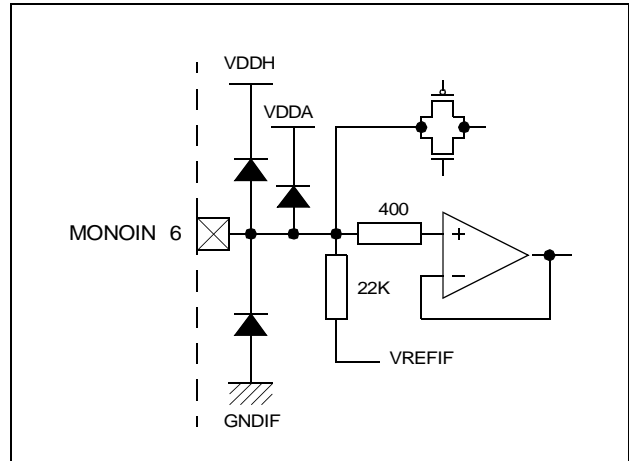 VDDH
VDDA
MONOIN 6
400
+
−
22K
VREFIF
GNDIF